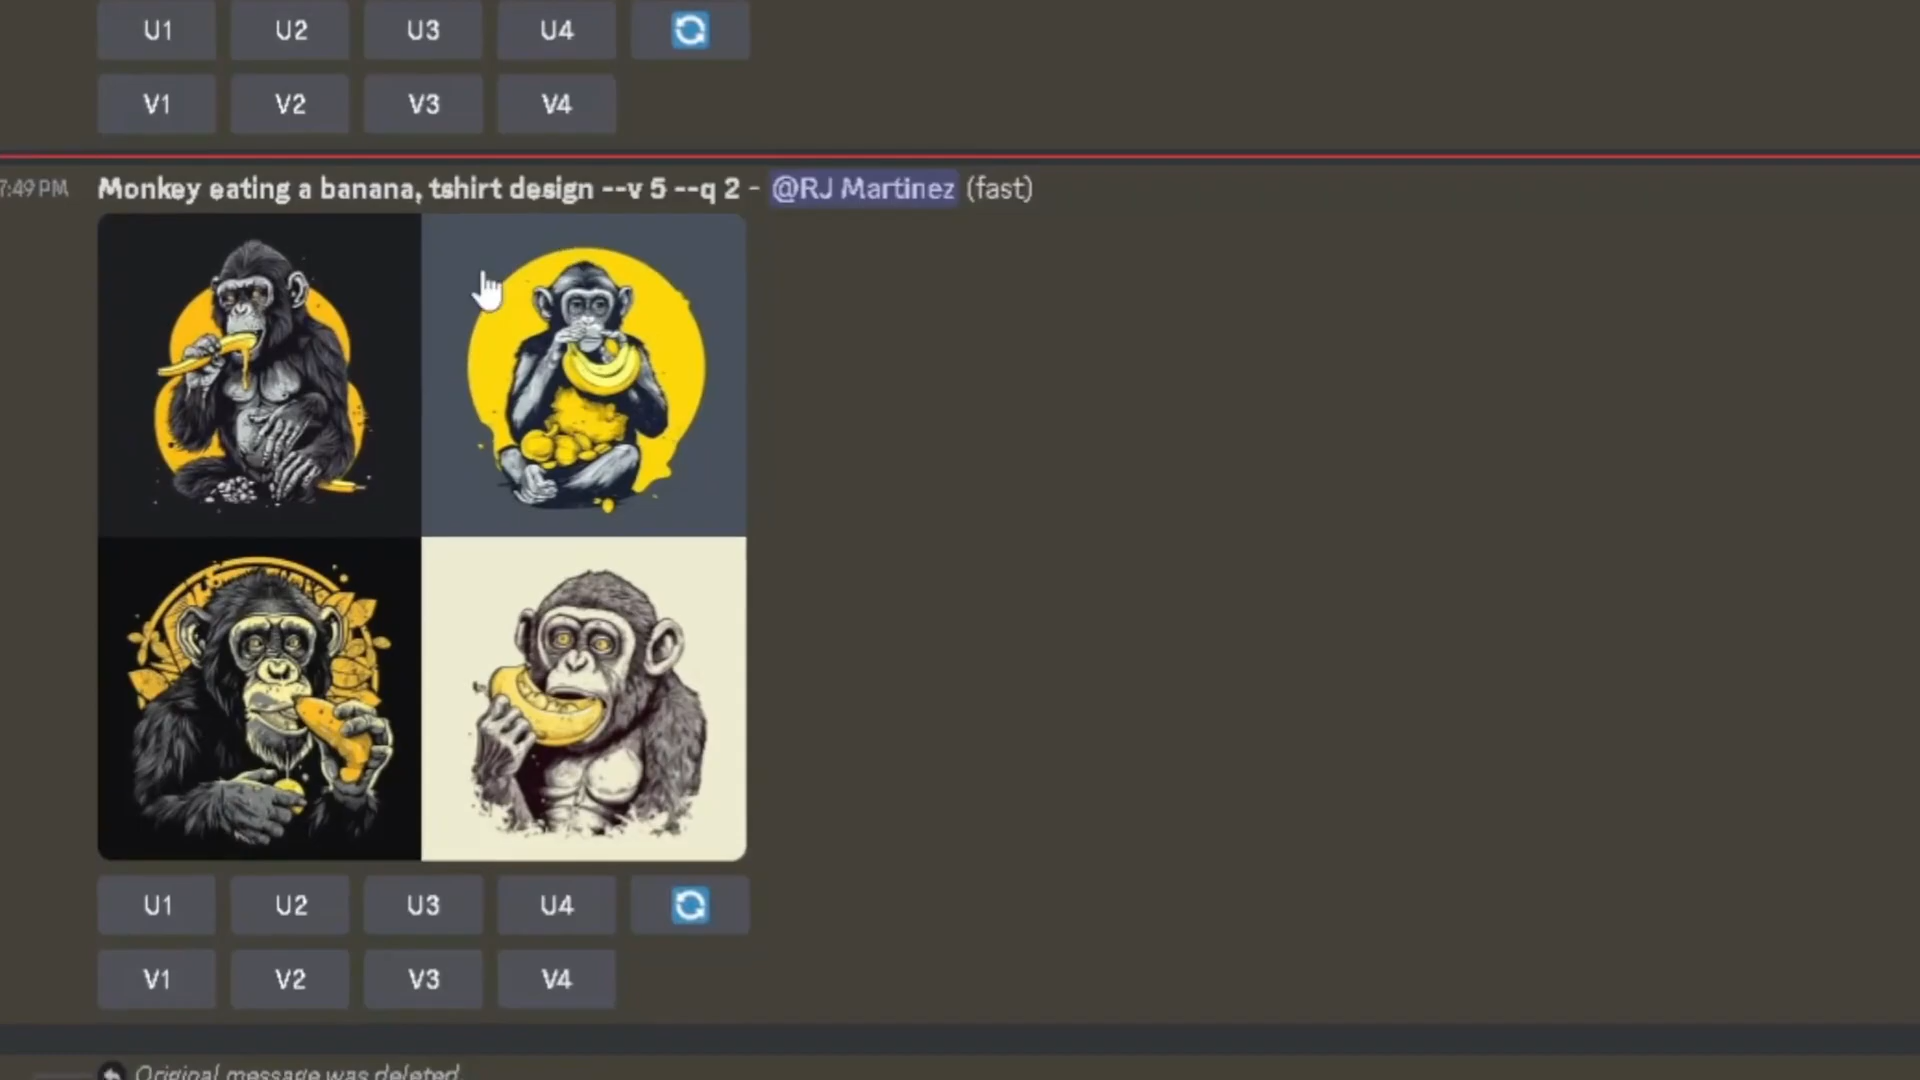 U1 U2 U3 U4
V1 V2 V3 V4
7:49 PM Monkey eating a banana, tshirt design --v 5 --q 2 - @RJ Martinez (fast)
U1 U2 U3 U4
V1 V2 V3 V4
Original message was deleted.